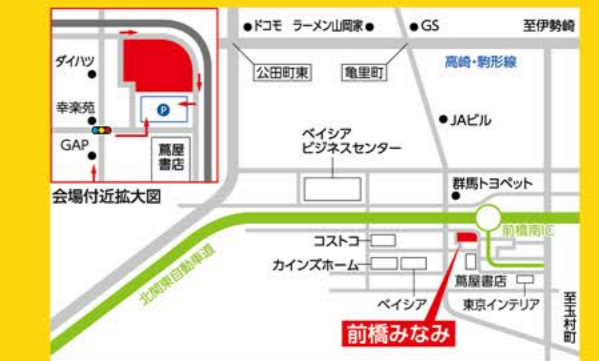 ダイハツ
幸楽苑
GAP
P
蔦屋
書店
会場付近拡大図
ドコモ
ラーメン山岡家
GS
至伊勢崎
公田町東
亀里町
高崎・駒形線
JAビル
ベイシア
ビジネスセンター
群馬トヨペット
前橋南IC
コストコ
カインズホーム
北関東自動車道
ベイシア
蔦屋書店
東京インテリア
前橋みなみ
至玉村町